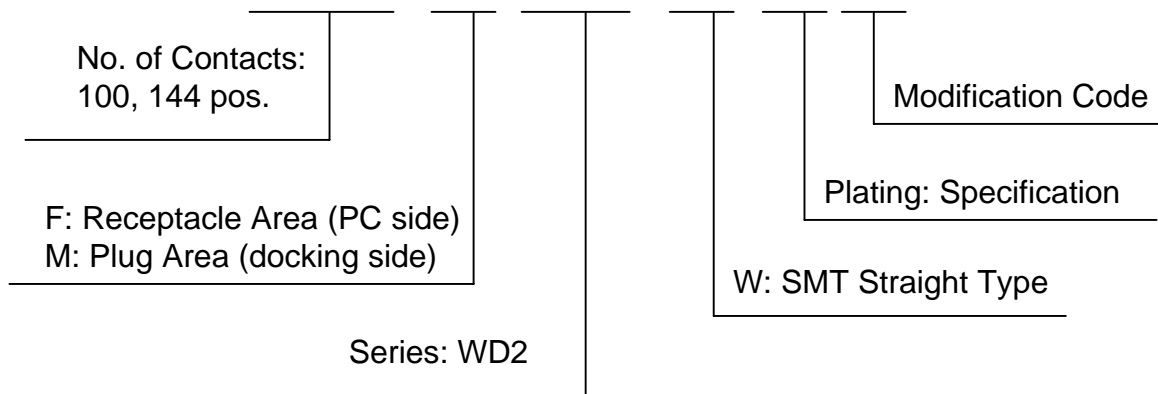 No. of Contacts:
100, 144 pos.
Modification Code
Plating: Specification
F: Receptacle Area (PC side)
M: Plug Area (docking side)
W: SMT Straight Type
Series: WD2